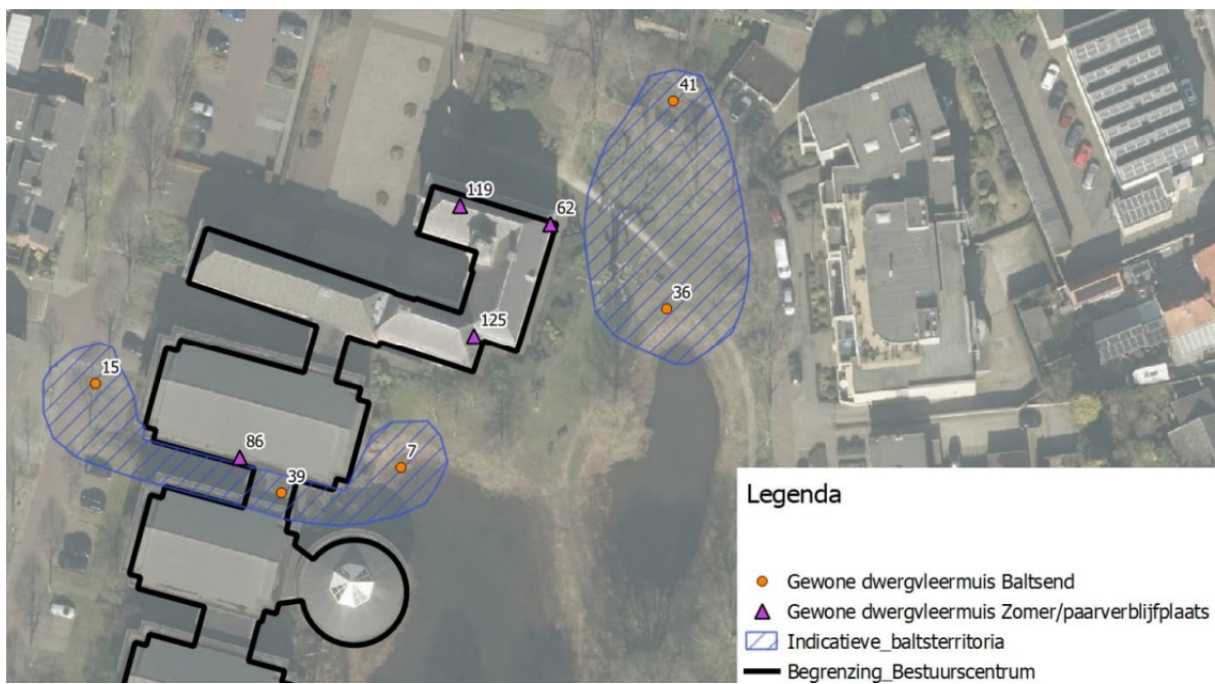 41
119
62
36
125
15
86
7
39
Legenda
Gewone dwergvleermuis Baltsend
Gewone dwergvleermuis Zomer/paarverblijfplaats
Indicatieve_baltsterritoria
Begrenzing_Bestuurscentrum